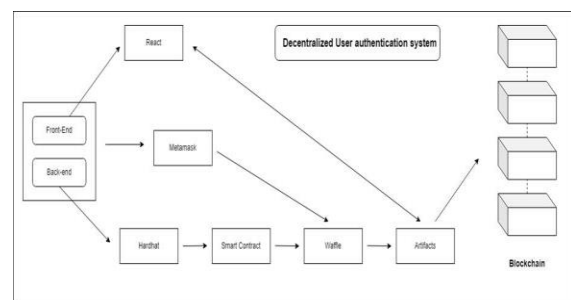 React
Decentralized User authentication system
Front-End
Metamask
Back-end
Hardhat
Smart Contract
Waffle
Artifacts
Blockchain